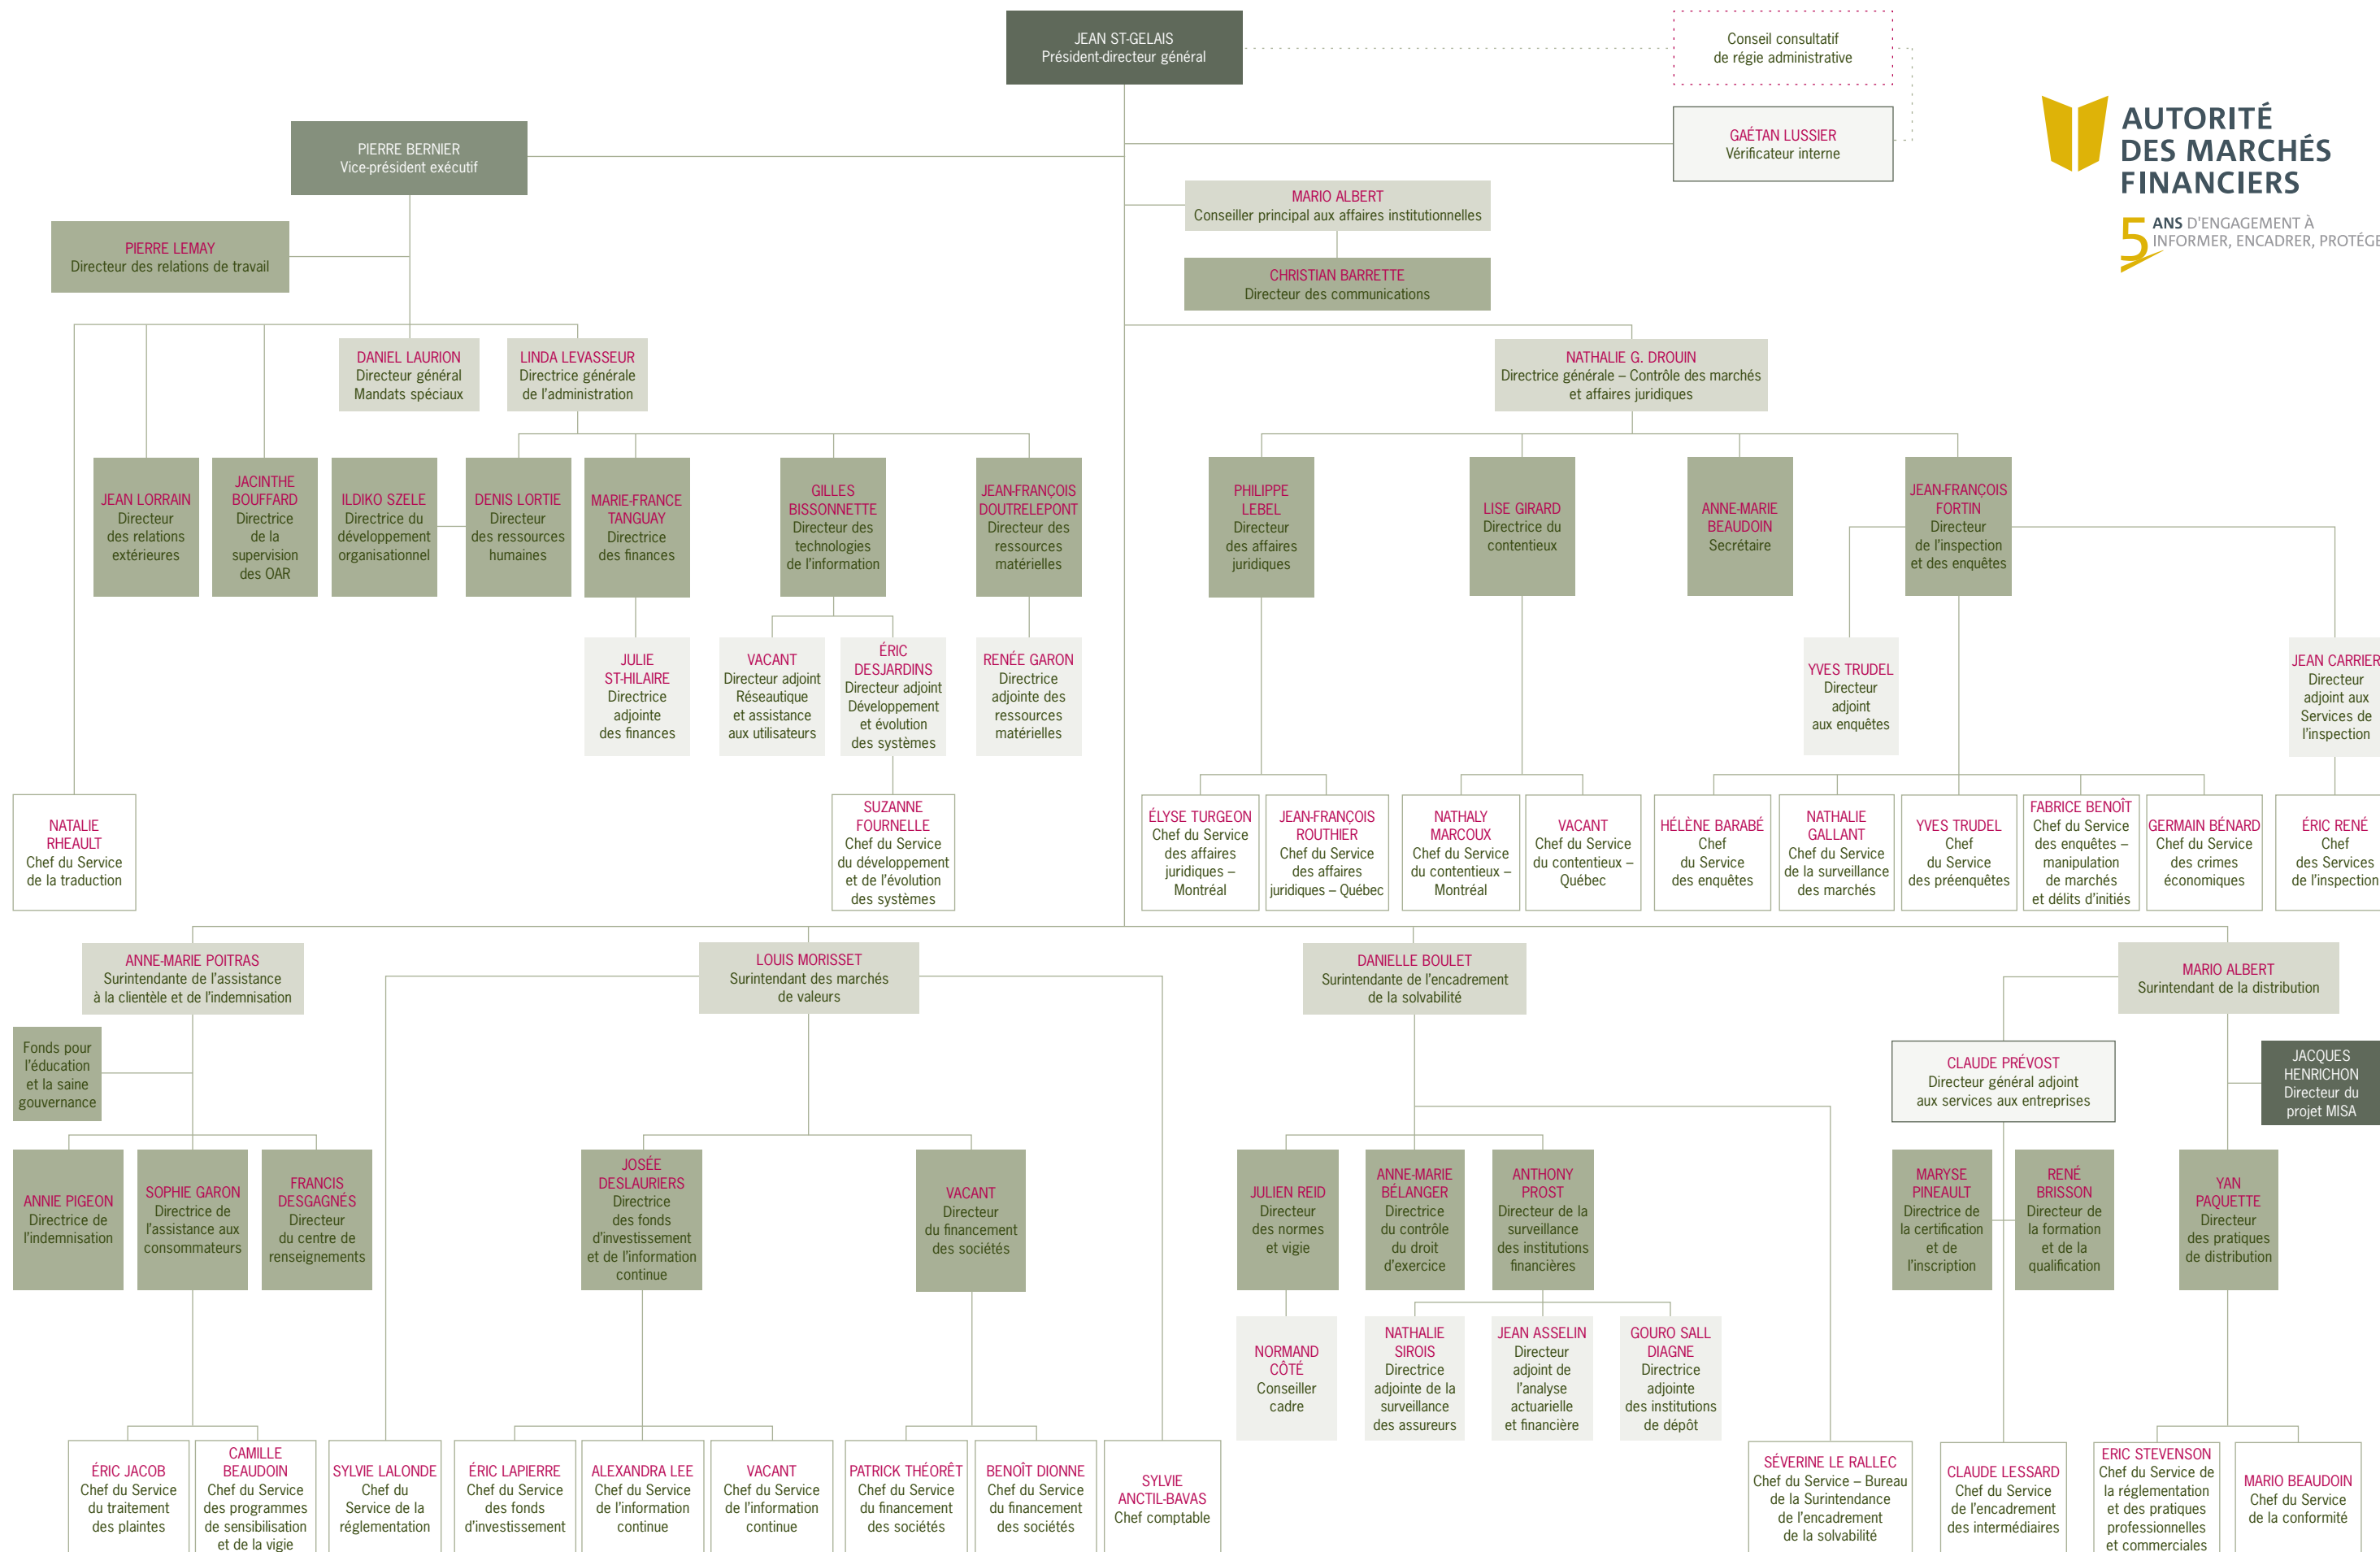 JEAN ST-GELAIS
Président-directeur général
Conseil consultatif
de régie administrative
GAÉTAN LUSSIER
Vérificateur interne
AUTORITÉ
DES MARCHÉS
FINANCIERS
5 ANS D'ENGAGEMENT À
INFORMER, ENCADRER, PROTÉGE
PIERRE BERNIER
Vice-président exécutif
MARIO ALBERT
Conseiller principal aux affaires institutionnelles
CHRISTIAN BARRETTE
Directeur des communications
PIERRE LEMAY
Directeur des relations de travail
DANIEL LAURION
Directeur général
Mandats spéciaux
LINDA LEVASSEUR
Directrice générale
de l'administration
NATHALIE G. DROUIN
Directrice générale – Contrôle des marchés
et affaires juridiques
JEAN LORRAIN
Directeur
des relations
extérieures
JACINTHE
BOUFFARD
Directrice
de la
supervision
des OAR
ILDIKO SZELE
Directrice du
développement
organisationnel
DENIS LORTIE
Directeur
des ressources
humaines
MARIE-FRANCE
TANGUAY
Directrice
des finances
GILLES
BISSONNETTE
Directeur des
technologies
de l'information
JEAN-FRANÇOIS
DOUTRELEPONT
Directeur des
ressources
matérielles
PHILIPPE
LEBEL
Directeur
des affaires
juridiques
LISE GIRARD
Directrice du
contentieux
ANNE-MARIE
BEAUDOIN
Secrétaire
JEAN-FRANÇOIS
FORTIN
Directeur
de l'inspection
et des enquêtes
JULIE
ST-HILAIRE
Directrice
adjointe
des finances
VACANT
Directeur adjoint
Réseautique
et assistance
aux utilisateurs
ÉRIC
DESJARDINS
Directeur adjoint
Développement
et évolution
des systèmes
RENÉE GARON
Directrice
adjointe des
ressources
matérielles
YVES TRUDEL
Directeur
adjoint
aux enquêtes
JEAN CARRIER
Directeur
adjoint aux
Services de
l'inspection
NATALIE
RHEAULT
Chef du Service
de la traduction
SUZANNE
FOURNELLE
Chef du Service
du développement
et de l'évolution
des systèmes
ÉLYSE TURGEON
Chef du Service
des affaires
juridiques –
Montréal
JEAN-FRANÇOIS
ROUTHIER
Chef du Service
des affaires
juridiques – Québec
NATHALY
MARCOUX
Chef du Service
du contentieux –
Montréal
VACANT
Chef du Service
du contentieux –
Québec
HÉLÈNE BARABÉ
Chef
du Service
des enquêtes
NATHALIE
GALLANT
Chef du Service
de la surveillance
des marchés
YVES TRUDEL
Chef
du Service
des préenquêtes
FABRICE BENOÎT
Chef du Service
des enquêtes –
manipulation
de marchés
et délits d'initiés
GERMAIN BÉNARD
Chef du Service
des crimes
économiques
ÉRIC RENÉ
Chef
des Services
de l'inspection
ANNE-MARIE POITRAS
Surintendante de l'assistance
à la clientèle et de l'indemnisation
LOUIS MORISSET
Surintendant des marchés
de valeurs
DANIELLE BOULET
Surintendante de l'encadrement
de la solvabilité
MARIO ALBERT
Surintendant de la distribution
Fonds pour
l'éducation
et la saine
gouvernance
CLAUDE PRÉVOST
Directeur général adjoint
aux services aux entreprises
JACQUES
HENRICHON
Directeur du
projet MISA
ANNIE PIGEON
Directrice de
l'indemnisation
SOPHIE GARON
Directrice de
l'assistance aux
consommateurs
FRANCIS
DESGAGNÉS
Directeur
du centre de
renseignements
JOSÉE
DESLAURIERS
Directrice
des fonds
d'investissement
et de l'information
continue
VACANT
Directeur
du financement
des sociétés
JULIEN REID
Directeur
des normes
et vigie
ANNE-MARIE
BÉLANGER
Directrice
du contrôle
du droit
d'exercice
ANTHONY
PROST
Directeur de la
surveillance
des institutions
financières
MARYSE
PINEAULT
Directrice de
la certification
et de
l'inscription
RENÉ
BRISSON
Directeur de
la formation
et de la
qualification
YAN
PAQUETTE
Directeur
des pratiques
de distribution
NORMAND
CÔTÉ
Conseiller
cadre
NATHALIE
SIROIS
Directrice
adjointe de la
surveillance
des assureurs
JEAN ASSELIN
Directeur
adjoint de
l'analyse
actuarielle
et financière
GOURO SALL
DIAGNE
Directrice
adjointe
des institutions
de dépôt
ÉRIC JACOB
Chef du Service
du traitement
des plaintes
CAMILLE
BEAUDOIN
Chef du Service
des programmes
de sensibilisation
et de la vigie
SYLVIE LALONDE
Chef du
Service de la
réglementation
ÉRIC LAPIERRE
Chef du Service
des fonds
d'investissement
ALEXANDRA LEE
Chef du Service
de l'information
continue
VACANT
Chef du Service
de l'information
continue
PATRICK THÉORÊT
Chef du Service
du financement
des sociétés
BENOÎT DIONNE
Chef du Service
du financement
des sociétés
SYLVIE
ANCTIL-BAVAS
Chef comptable
SÉVERINE LE RALLEC
Chef du Service – Bureau
de la Surintendance
de l'encadrement
de la solvabilité
CLAUDE LESSARD
Chef du Service
de l'encadrement
des intermédiaires
ERIC STEVENSON
Chef du Service de
la réglementation
et des pratiques
professionnelles
et commerciales
MARIO BEAUDOIN
Chef du Service
de la conformité